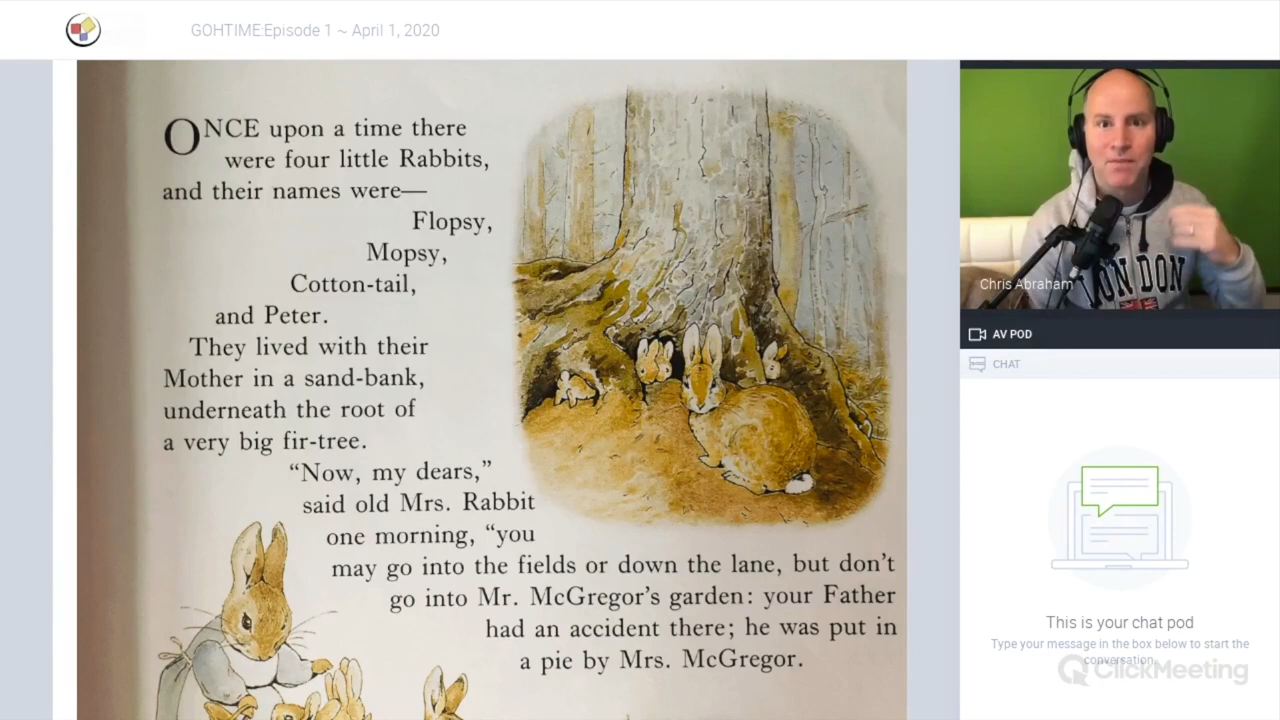 GOHTIME:Episode 1 ~ April 1, 2020
ONCE upon a time there
were four little Rabbits,
and their names were—
Flopsy,
Mopsy,
Cotton-tail,
and Peter.
They lived with their
Mother in a sand-bank,
underneath the root of
a very big fir-tree.
“Now, my dears,”
said old Mrs. Rabbit
one morning, “you
may go into the fields or down the lane, but don’t
go into Mr. McGregor’s garden: your Father
had an accident there; he was put in
a pie by Mrs. McGregor.
LONDON
Chris Abraham
AV POD
CHAT
This is your chat pod
Type your message in the box below to start the
conversation.
ClickMeeting